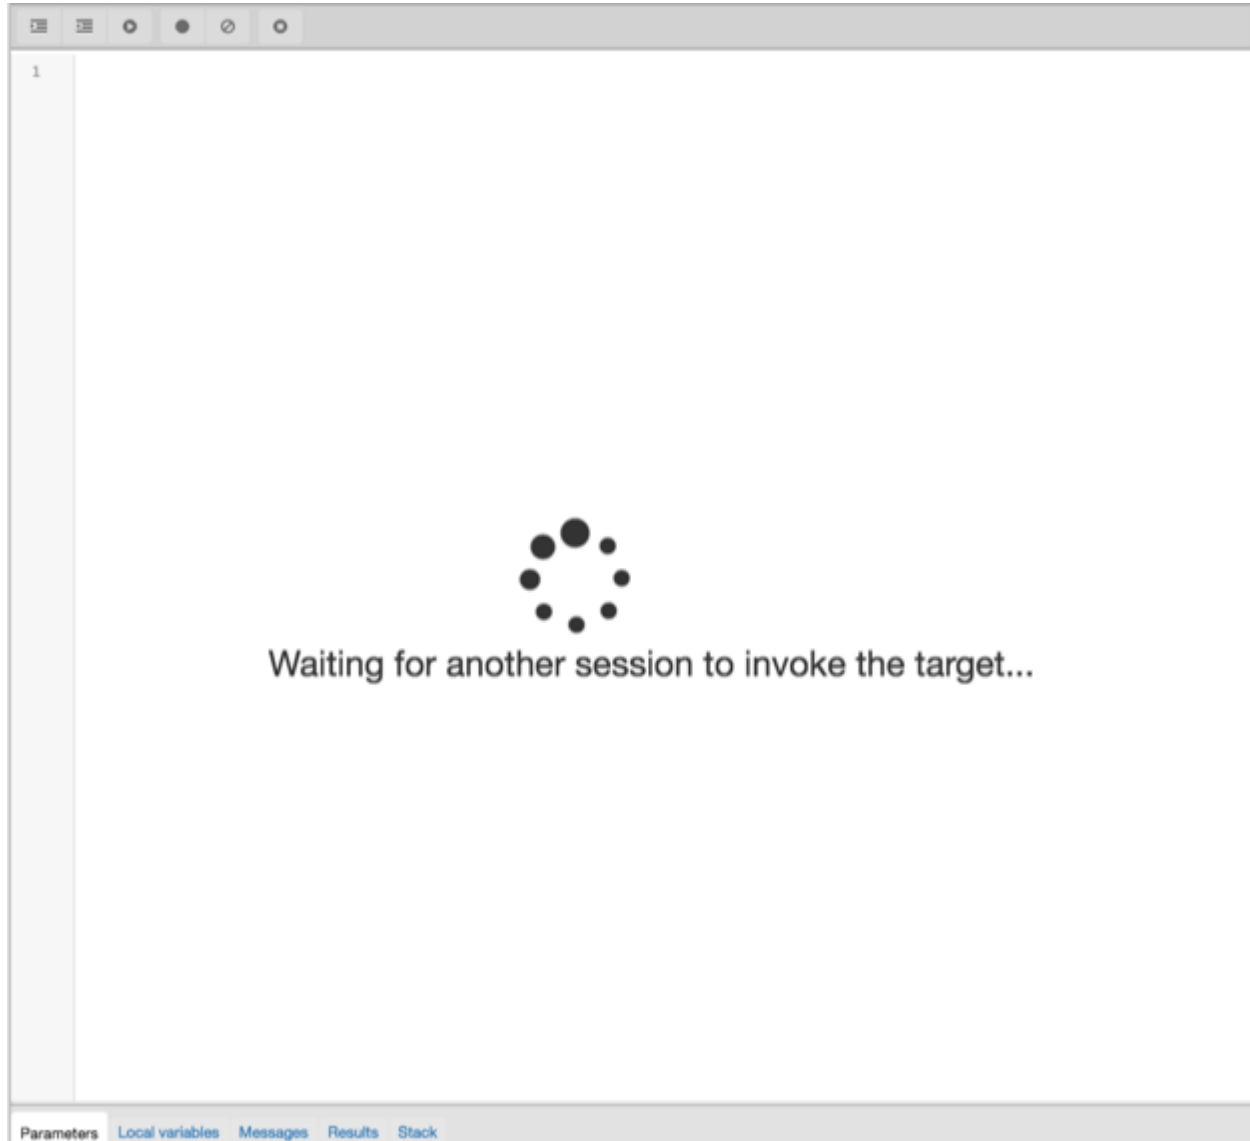 1
Waiting for another session to invoke the target...
Parameters Local variables Messages Results Stack